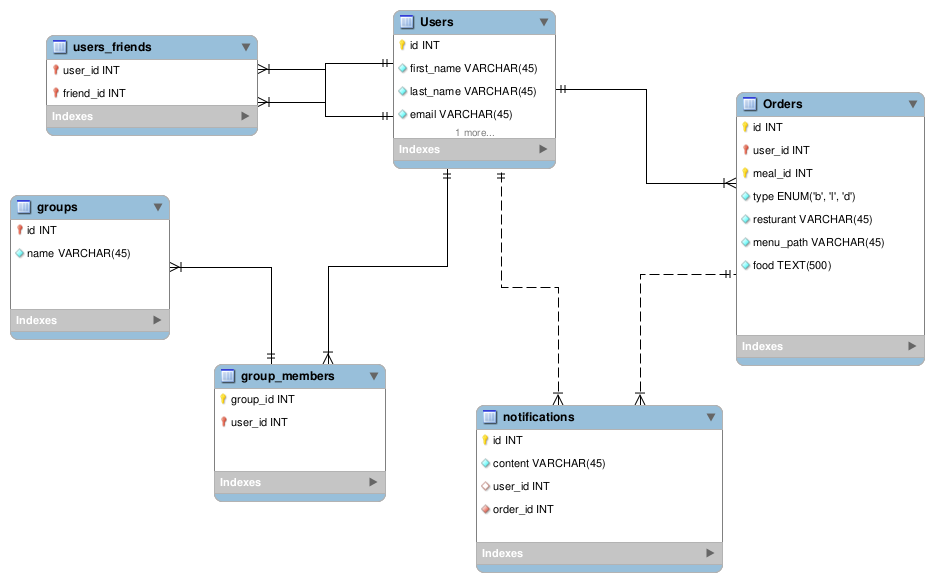 users_friends
user_id INT
friend_id INT
Indexes
Users
id INT
first_name VARCHAR(45)
last_name VARCHAR(45)
email VARCHAR(45)
1 more...
Indexes
Orders
id INT
user_id INT
meal_id INT
type ENUM('b', 'l', 'd')
resturant VARCHAR(45)
menu_path VARCHAR(45)
food TEXT(500)
Indexes
groups
id INT
name VARCHAR(45)
Indexes
group_members
group_id INT
user_id INT
Indexes
notifications
id INT
content VARCHAR(45)
user_id INT
order_id INT
Indexes